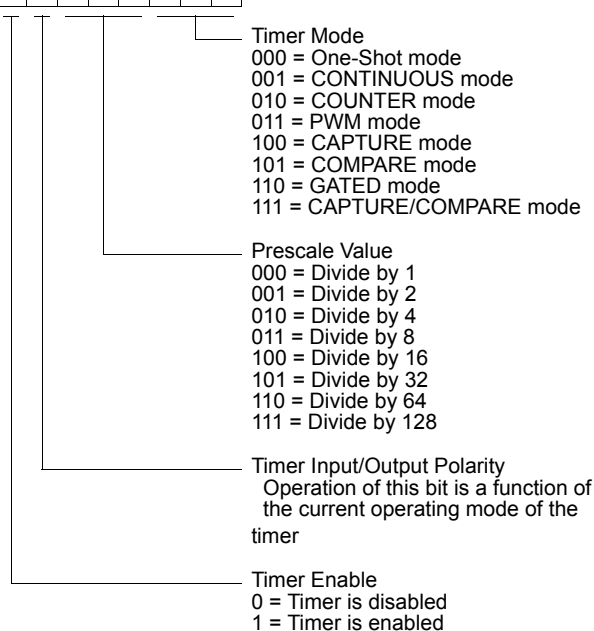 Timer Mode
000 = One-Shot mode
001 = CONTINUOUS mode
010 = COUNTER mode
011 = PWM mode
100 = CAPTURE mode
101 = COMPARE mode
110 = GATED mode
111 = CAPTURE/COMPARE mode
Prescale Value
000 = Divide by 1
001 = Divide by 2
010 = Divide by 4
011 = Divide by 8
100 = Divide by 16
101 = Divide by 32
110 = Divide by 64
111 = Divide by 128
Timer Input/Output Polarity
Operation of this bit is a function of
the current operating mode of the
timer
Timer Enable
0 = Timer is disabled
1 = Timer is enabled